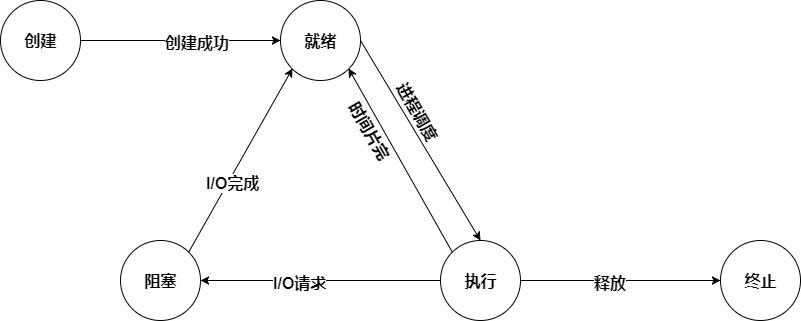 创建
创建成功
就绪
进程调度
时间片完
I/O完成
阻塞
I/O请求
执行
释放
终止